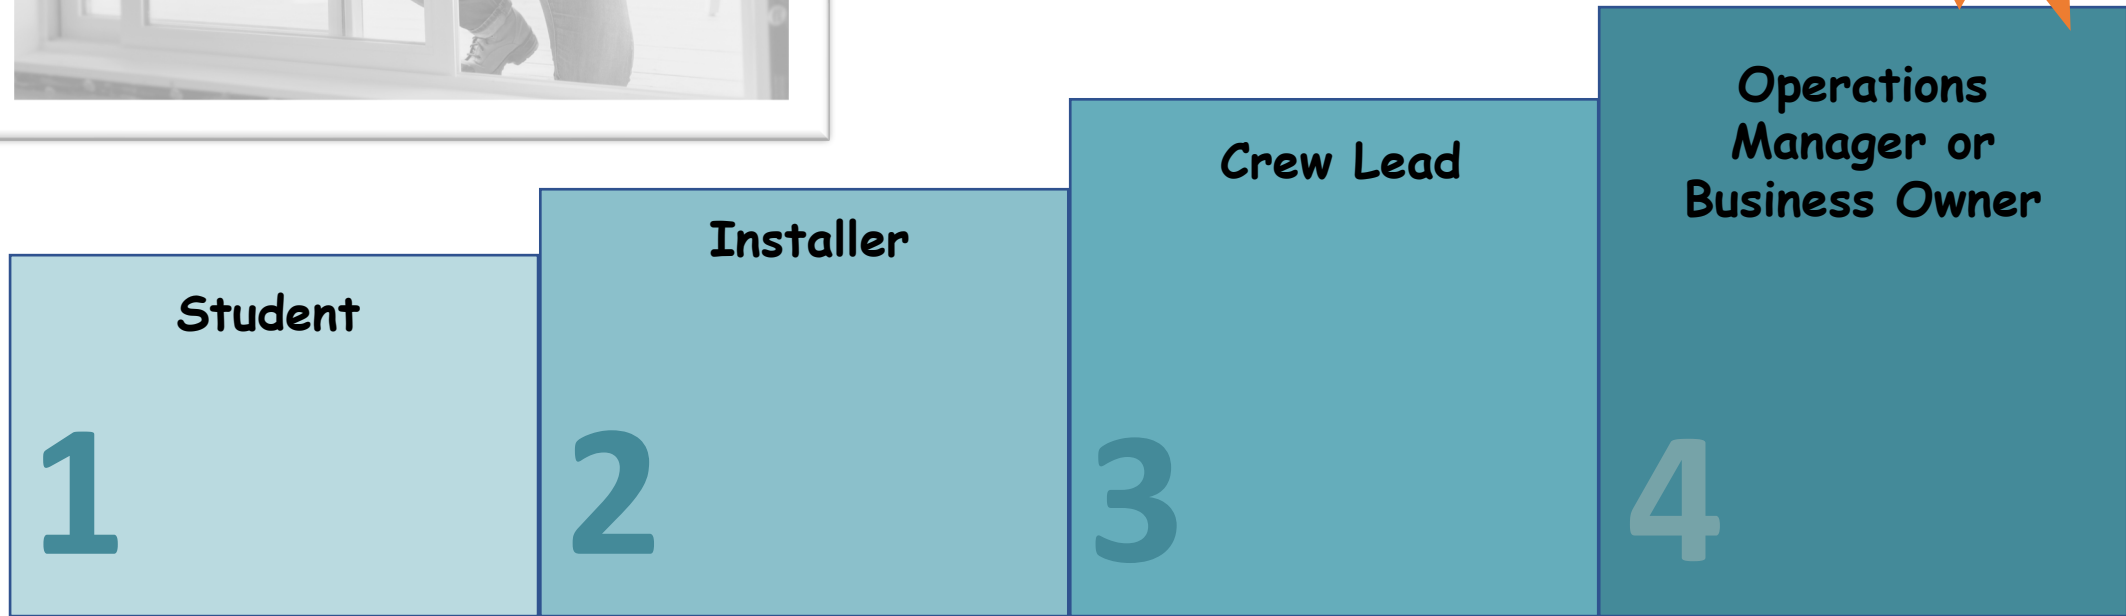 Student
1
Installer
2
Crew Lead
3
Operations
Manager or
Business Owner
4